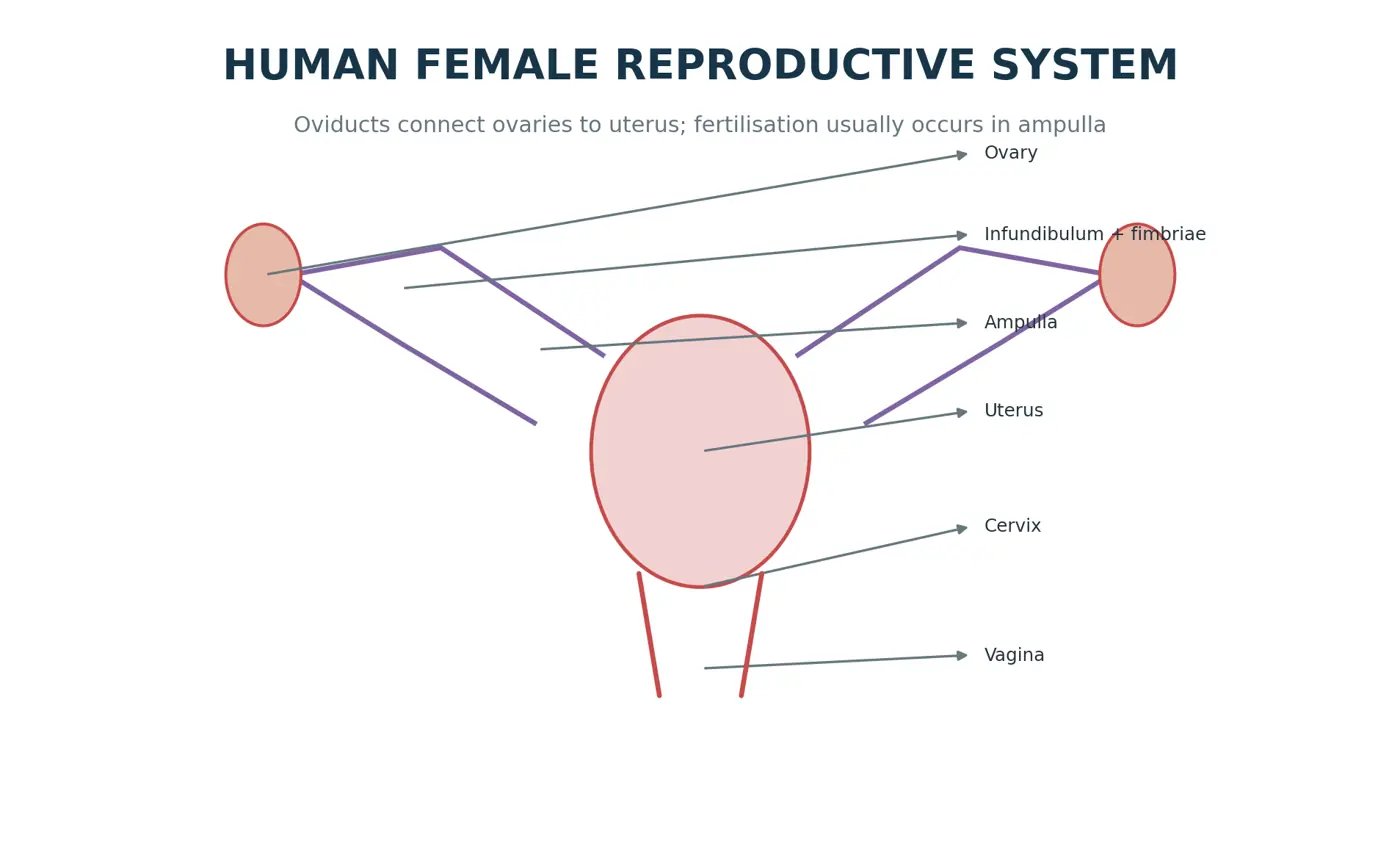 HUMAN FEMALE REPRODUCTIVE SYSTEM
Oviducts connect ovaries to uterus; fertilisation usually occurs in ampulla
Ovary
Infundibulum + fimbriae
Ampulla
Uterus
Cervix
Vagina